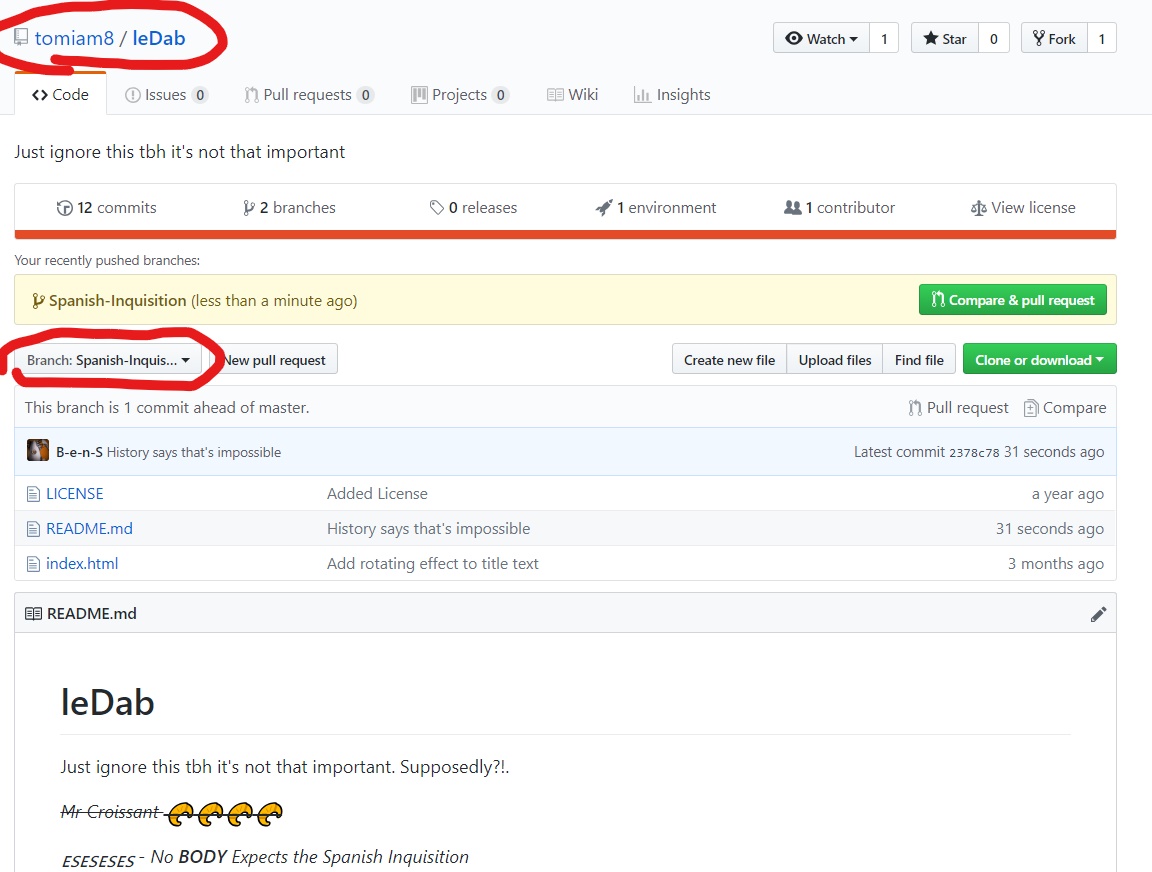 tomiam8 / leDab Watch 1 Star 0 Fork 1
Code Issues 0 Pull requests 0 Projects 0 Wiki Insights
Just ignore this tbh it's not that important
12 commits 2 branches 0 releases 1 environment 1 contributor View license
Your recently pushed branches:
Spanish-Inquisition (less than a minute ago) Compare & pull request
Branch: Spanish-Inquis... New pull request Create new file Upload files Find file Clone or download
This branch is 1 commit ahead of master. Pull request Compare
B-e-n-S History says that's impossible Latest commit 2378c78 31 seconds ago
LICENSE Added License a year ago
README.md History says that's impossible 31 seconds ago
index.html Add rotating effect to title text 3 months ago
README.md
leDab
Just ignore this tbh it's not that important. Supposedly?!.
Mr Croissant 🥐🥐🥐🥐
ESESESES - No BODY Expects the Spanish Inquisition